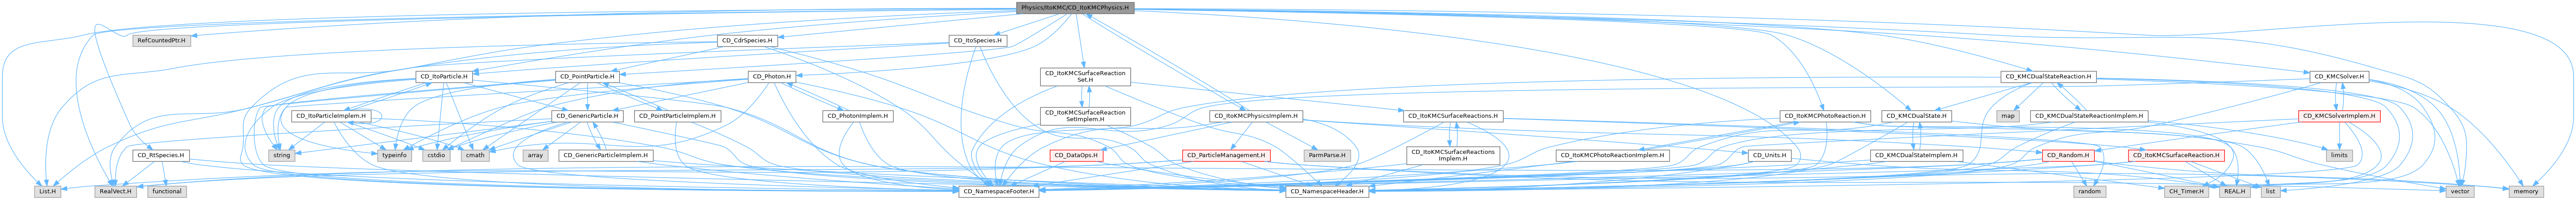 Physics/ItoKMC/CD_ItoKMCPhysics.H
RefCountedPtr.H
CD_CdrSpecies.H
CD_ItoSpecies.H
CD_ItoParticle.H
CD_PointParticle.H
CD_Photon.H
CD_ItoKMCSurfaceReaction
Set.H
CD_KMCDualStateReaction.H
CD_KMCSolver.H
CD_ItoParticleImplem.H
CD_GenericParticle.H
CD_PointParticleImplem.H
CD_PhotonImplem.H
CD_ItoKMCSurfaceReaction
SetImplem.H
CD_ItoKMCSurfaceReactions.H
CD_ItoKMCPhysicsImplem.H
CD_ItoKMCPhotoReaction.H
CD_KMCDualState.H
map
CD_KMCDualStateReactionImplem.H
CD_KMCSolverImplem.H
CD_RtSpecies.H
string
typeinfo
cstdio
cmath
array
CD_GenericParticleImplem.H
CD_DataOps.H
CD_ItoKMCSurfaceReactions
Implem.H
CD_ParticleManagement.H
ParmParse.H
CD_ItoKMCPhotoReactionImplem.H
CD_Units.H
CD_KMCDualStateImplem.H
CD_Random.H
CD_ItoKMCSurfaceReaction.H
limits
List.H
RealVect.H
functional
CD_NamespaceFooter.H
CD_NamespaceHeader.H
random
CH_Timer.H
REAL.H
list
vector
memory